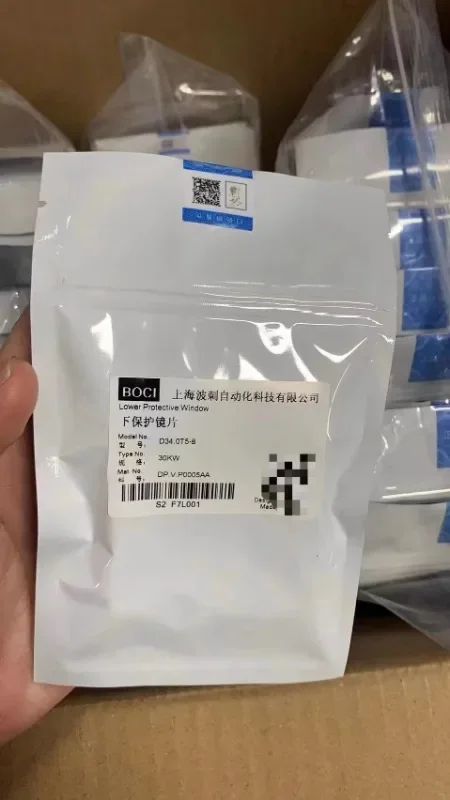 BOCI 上海波刺自动化科技有限公司
Lower Protective Window
下保护镜片
Model No.
型 号: D34.0T5-8
Type No
规 格: 30KW
Mat No.
料 号: DP.V.P0005AA
S2 F7L001
Made